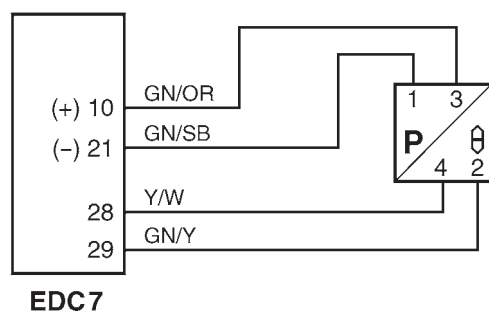 (+) 10 GN/OR
(−) 21 GN/SB
28 Y/W
29 GN/Y
1 3
P θ
4 2
EDC7